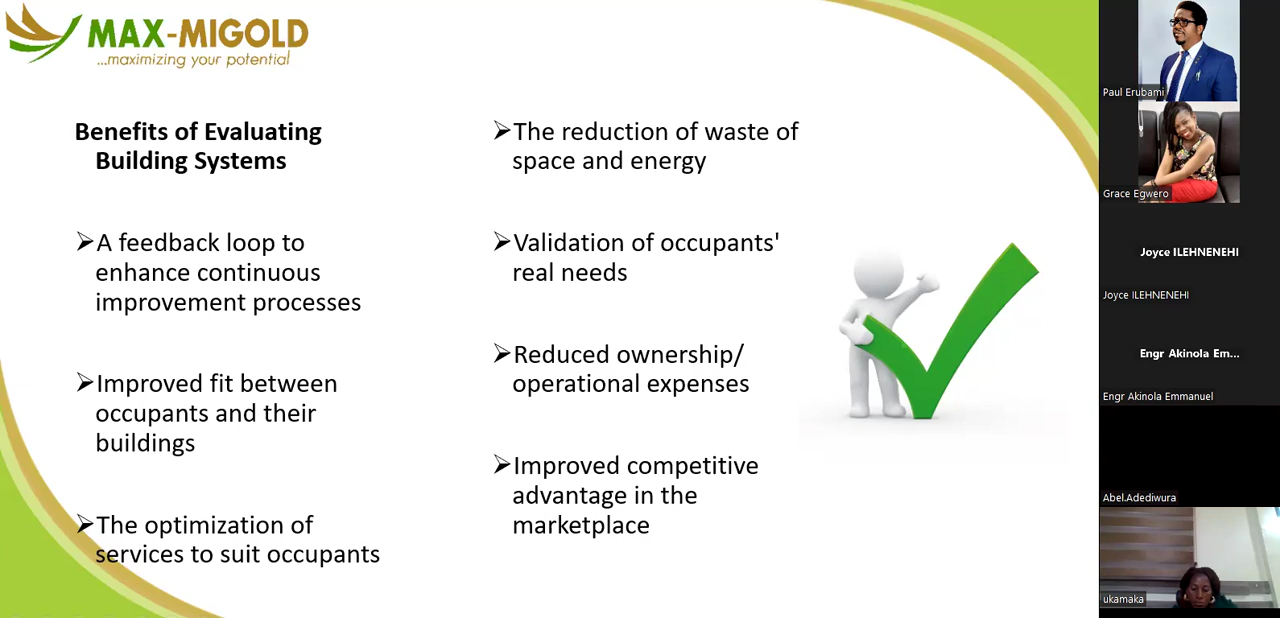 MAX-MIGOLD
...maximizing your potential
Benefits of Evaluating
Building Systems
➢A feedback loop to
enhance continuous
improvement processes
➢Improved fit between
occupants and their
buildings
➢The optimization of
services to suit occupants
➢The reduction of waste of
space and energy
➢Validation of occupants'
real needs
➢Reduced ownership/
operational expenses
➢Improved competitive
advantage in the
marketplace
Paul Erubami
Grace Egwero
Joyce ILEHNENEHI
Joyce ILEHNENEHI
Engr Akinola Em...
Engr Akinola Emmanuel
Abel.Adediwura
ukamaka